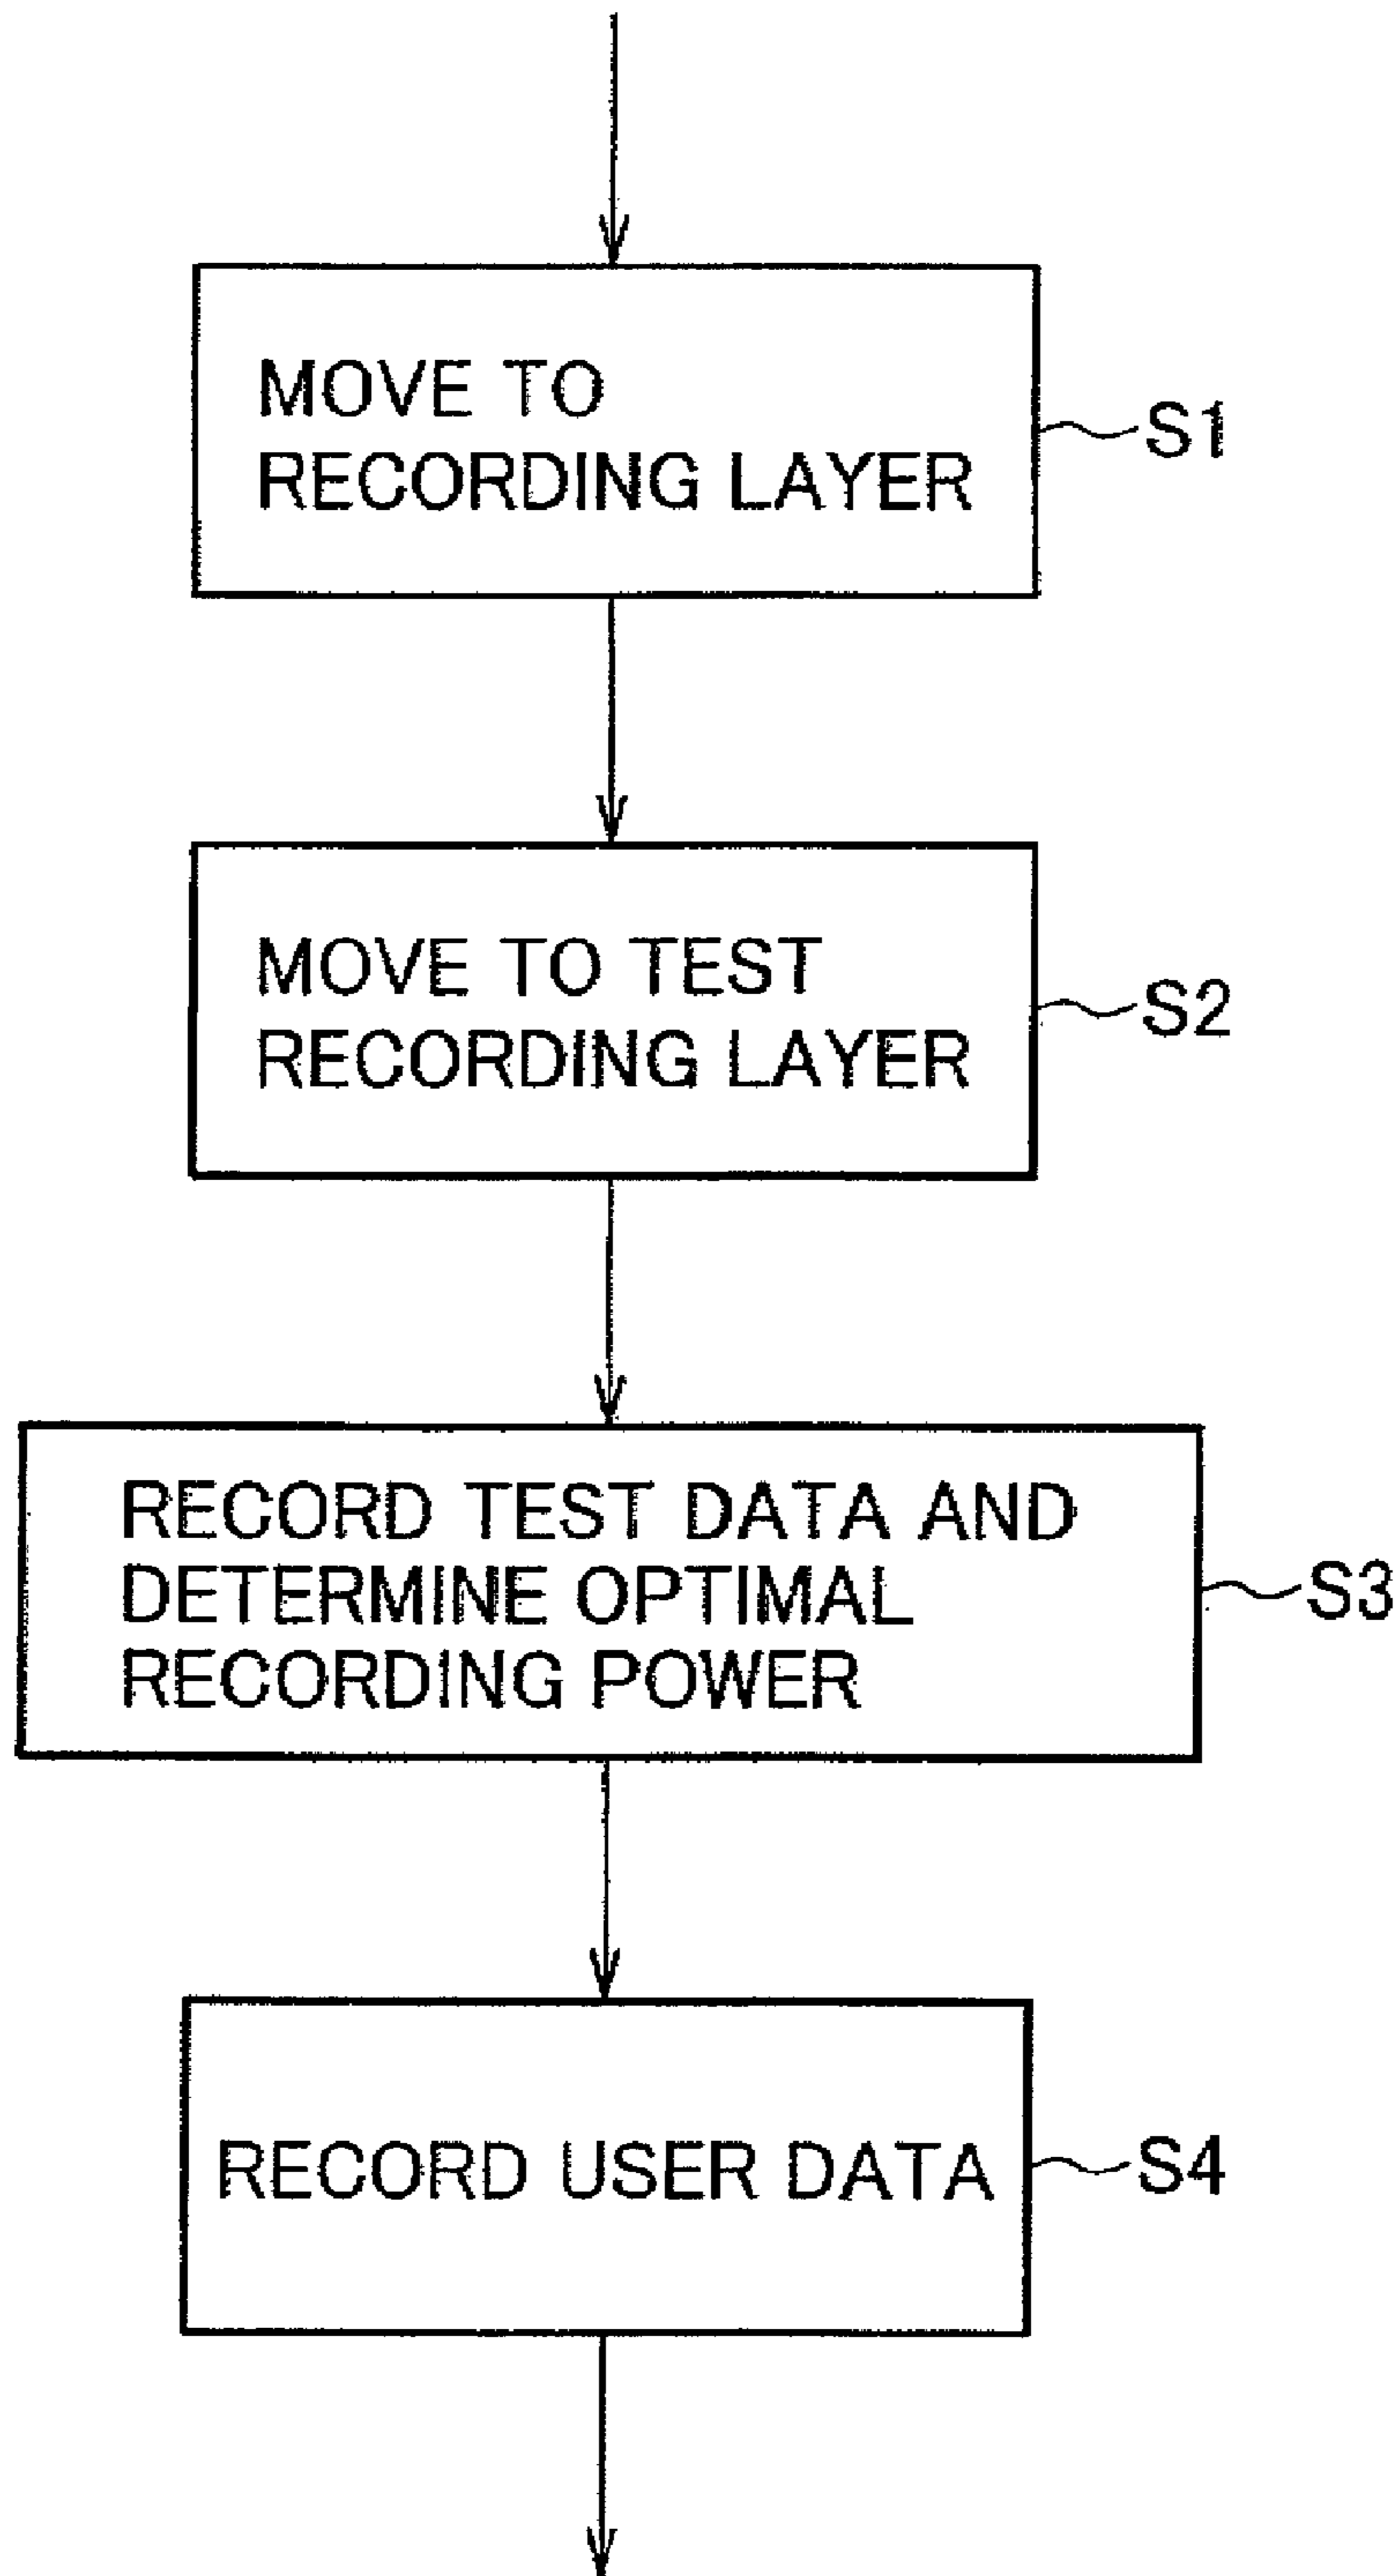 MOVE TO
RECORDING LAYER
S1
MOVE TO TEST
RECORDING LAYER
S2
RECORD TEST DATA AND
DETERMINE OPTIMAL
RECORDING POWER
S3
RECORD USER DATA
S4